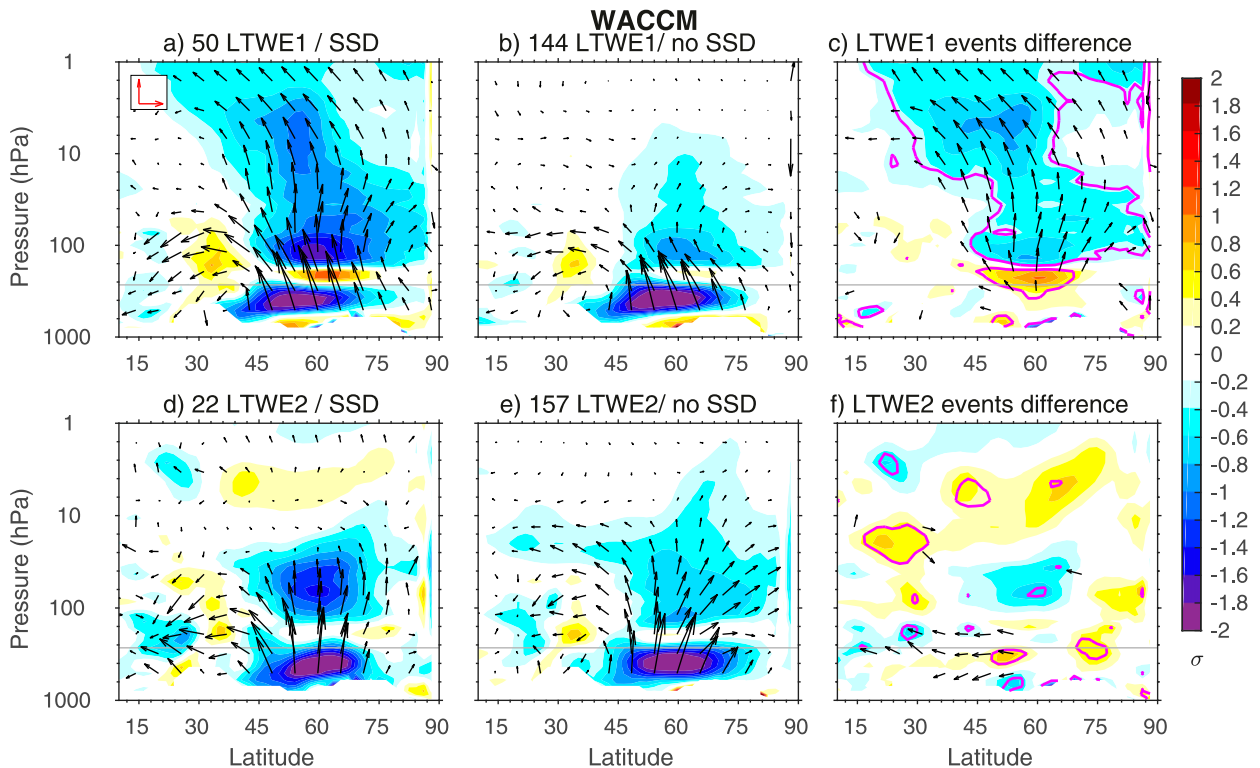 WACCM
a) 50 LTWE1 / SSD
b) 144 LTWE1/ no SSD
c) LTWE1 events difference
Pressure (hPa)
1
10
100
1000
15 30 45 60 75 90
15 30 45 60 75 90
15 30 45 60 75 90
d) 22 LTWE2 / SSD
e) 157 LTWE2/ no SSD
f) LTWE2 events difference
Pressure (hPa)
1
10
100
1000
15 30 45 60 75 90
15 30 45 60 75 90
15 30 45 60 75 90
Latitude
Latitude
Latitude
2
2
1.8
1.6
1.4
1.2
1
0.8
0.6
0.4
0.2
0
-0.2
-0.4
-0.6
-0.8
-1
-1.2
-1.4
-1.6
-1.8
-2
σ